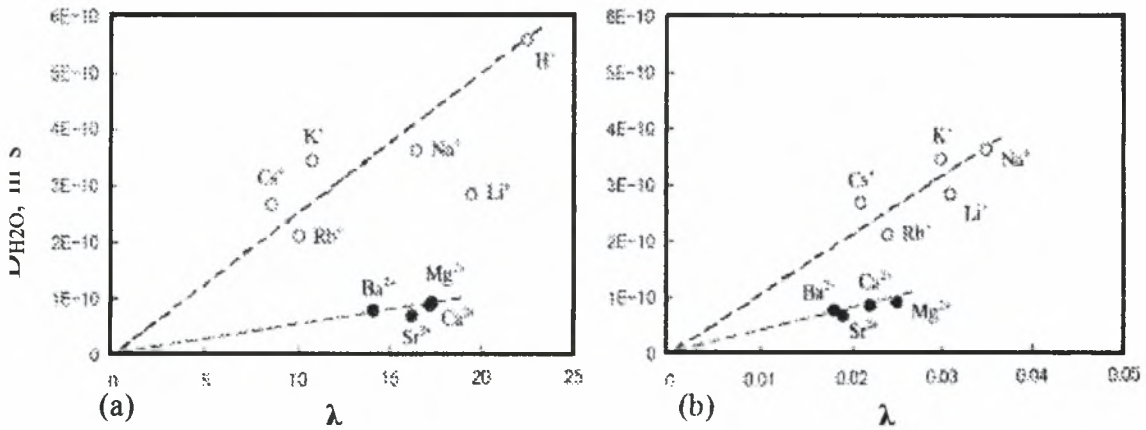 6E-10
5E-10
4E-10
3E-10
2E-10
1E-10
0
0 5 10 15 20 25
H⁺
K⁺
Na⁺
Cs⁺
Li⁺
Rb⁺
Ba²⁺
Mg²⁺
Ca²⁺
Sr²⁺
(a)
λ
6E-10
5E-10
4E-10
3E-10
2E-10
1E-10
0
0 0.01 0.02 0.03 0.04 0.05
K⁺
Na⁺
Cs⁺
Li⁺
Rb⁺
Ca²⁺
Ba²⁺
Mg²⁺
Sr²⁺
(b)
λ